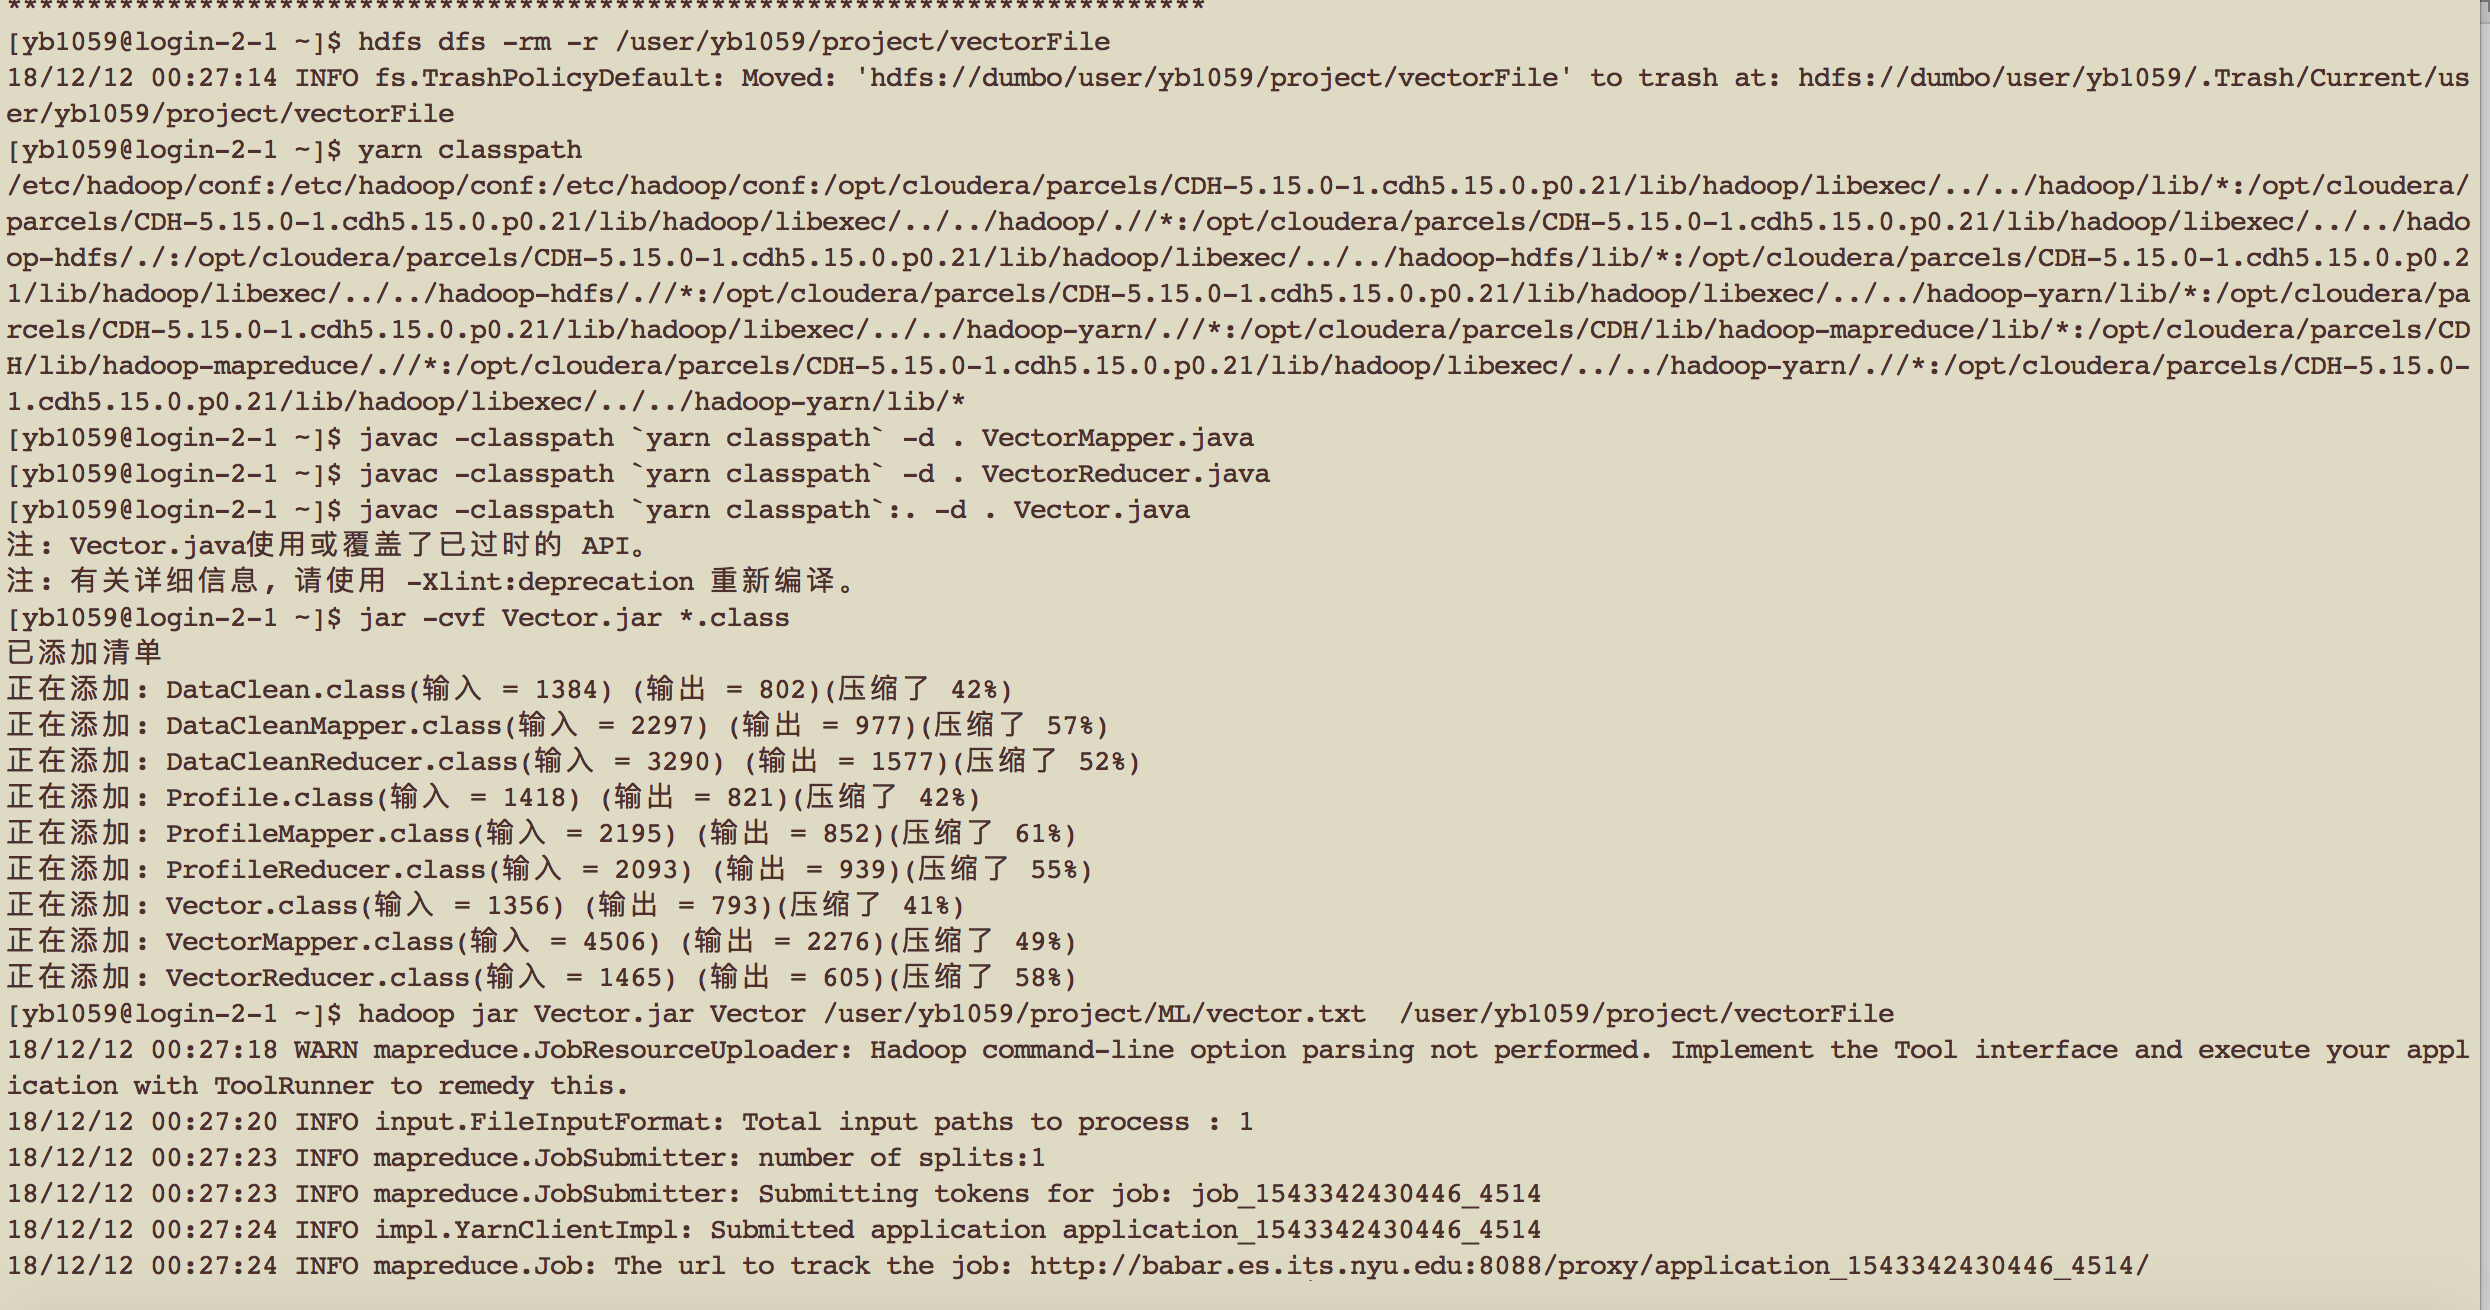 ***************************************************************************
[yb1059@login-2-1 ~]$ hdfs dfs -rm -r /user/yb1059/project/vectorFile
18/12/12 00:27:14 INFO fs.TrashPolicyDefault: Moved: 'hdfs://dumbo/user/yb1059/project/vectorFile' to trash at: hdfs://dumbo/user/yb1059/.Trash/Current/us
er/yb1059/project/vectorFile
[yb1059@login-2-1 ~]$ yarn classpath
/etc/hadoop/conf:/etc/hadoop/conf:/etc/hadoop/conf:/opt/cloudera/parcels/CDH-5.15.0-1.cdh5.15.0.p0.21/lib/hadoop/libexec/../../hadoop/lib/*:/opt/cloudera/
parcels/CDH-5.15.0-1.cdh5.15.0.p0.21/lib/hadoop/libexec/../../hadoop/.//*:/opt/cloudera/parcels/CDH-5.15.0-1.cdh5.15.0.p0.21/lib/hadoop/libexec/../../hado
op-hdfs/./:/opt/cloudera/parcels/CDH-5.15.0-1.cdh5.15.0.p0.21/lib/hadoop/libexec/../../hadoop-hdfs/lib/*:/opt/cloudera/parcels/CDH-5.15.0-1.cdh5.15.0.p0.2
1/lib/hadoop/libexec/../../hadoop-hdfs/.//*:/opt/cloudera/parcels/CDH-5.15.0-1.cdh5.15.0.p0.21/lib/hadoop/libexec/../../hadoop-yarn/lib/*:/opt/cloudera/pa
rcels/CDH-5.15.0-1.cdh5.15.0.p0.21/lib/hadoop/libexec/../../hadoop-yarn/.//*:/opt/cloudera/parcels/CDH/lib/hadoop-mapreduce/lib/*:/opt/cloudera/parcels/CD
H/lib/hadoop-mapreduce/.//*:/opt/cloudera/parcels/CDH-5.15.0-1.cdh5.15.0.p0.21/lib/hadoop/libexec/../../hadoop-yarn/.//*:/opt/cloudera/parcels/CDH-5.15.0-
1.cdh5.15.0.p0.21/lib/hadoop/libexec/../../hadoop-yarn/lib/*
[yb1059@login-2-1 ~]$ javac -classpath `yarn classpath` -d . VectorMapper.java
[yb1059@login-2-1 ~]$ javac -classpath `yarn classpath` -d . VectorReducer.java
[yb1059@login-2-1 ~]$ javac -classpath `yarn classpath`:. -d . Vector.java
注: Vector.java使用或覆盖了已过时的 API。
注: 有关详细信息, 请使用 -Xlint:deprecation 重新编译。
[yb1059@login-2-1 ~]$ jar -cvf Vector.jar *.class
已添加清单
正在添加: DataClean.class(输入 = 1384) (输出 = 802)(压缩了 42%)
正在添加: DataCleanMapper.class(输入 = 2297) (输出 = 977)(压缩了 57%)
正在添加: DataCleanReducer.class(输入 = 3290) (输出 = 1577)(压缩了 52%)
正在添加: Profile.class(输入 = 1418) (输出 = 821)(压缩了 42%)
正在添加: ProfileMapper.class(输入 = 2195) (输出 = 852)(压缩了 61%)
正在添加: ProfileReducer.class(输入 = 2093) (输出 = 939)(压缩了 55%)
正在添加: Vector.class(输入 = 1356) (输出 = 793)(压缩了 41%)
正在添加: VectorMapper.class(输入 = 4506) (输出 = 2276)(压缩了 49%)
正在添加: VectorReducer.class(输入 = 1465) (输出 = 605)(压缩了 58%)
[yb1059@login-2-1 ~]$ hadoop jar Vector.jar Vector /user/yb1059/project/ML/vector.txt  /user/yb1059/project/vectorFile
18/12/12 00:27:18 WARN mapreduce.JobResourceUploader: Hadoop command-line option parsing not performed. Implement the Tool interface and execute your appl
ication with ToolRunner to remedy this.
18/12/12 00:27:20 INFO input.FileInputFormat: Total input paths to process : 1
18/12/12 00:27:23 INFO mapreduce.JobSubmitter: number of splits:1
18/12/12 00:27:23 INFO mapreduce.JobSubmitter: Submitting tokens for job: job_1543342430446_4514
18/12/12 00:27:24 INFO impl.YarnClientImpl: Submitted application application_1543342430446_4514
18/12/12 00:27:24 INFO mapreduce.Job: The url to track the job: http://babar.es.its.nyu.edu:8088/proxy/application_1543342430446_4514/